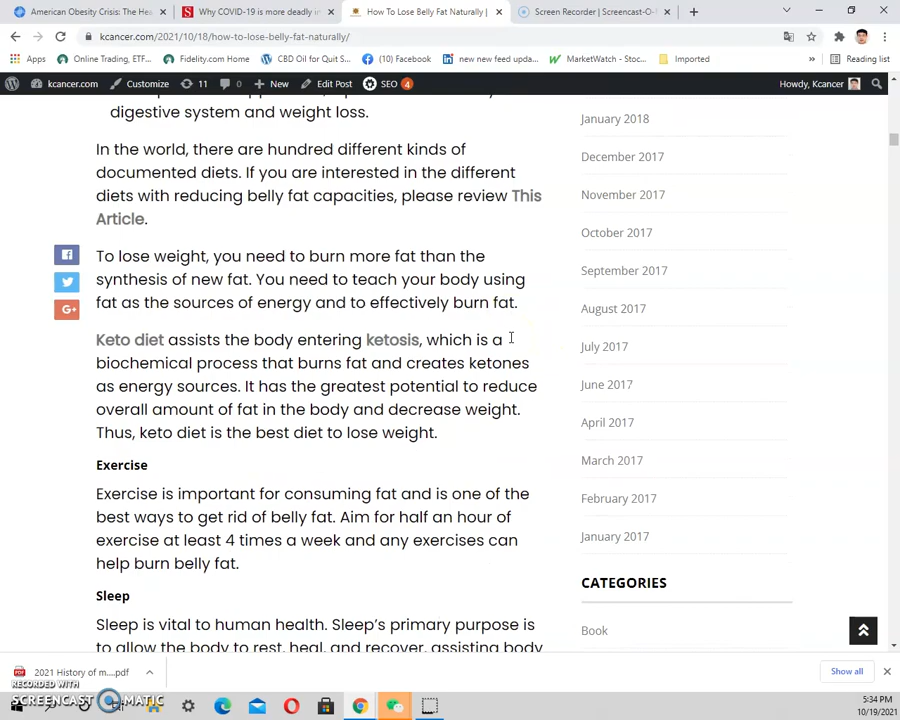 American Obesity Crisis: The Hea
Why COVID-19 is more deadly in
How To Lose Belly Fat Naturally |
Screen Recorder | Screencast-O-
kcancer.com/2021/10/18/how-to-lose-belly-fat-naturally/
Apps
Online Trading, ETF...
Fidelity.com Home
CBD Oil for Quit S...
(10) Facebook
new new feed upda...
MarketWatch - Stoc...
Imported
Reading list
kcancer.com
Customize
11
0
New
Edit Post
SEO
4
Howdy, Kcancer
digestive system and weight loss.
In the world, there are hundred different kinds of
documented diets. If you are interested in the different
diets with reducing belly fat capacities, please review This
Article.
To lose weight, you need to burn more fat than the
synthesis of new fat. You need to teach your body using
fat as the sources of energy and to effectively burn fat.
Keto diet assists the body entering ketosis, which is a
biochemical process that burns fat and creates ketones
as energy sources. It has the greatest potential to reduce
overall amount of fat in the body and decrease weight.
Thus, keto diet is the best diet to lose weight.
Exercise
Exercise is important for consuming fat and is one of the
best ways to get rid of belly fat. Aim for half an hour of
exercise at least 4 times a week and any exercises can
help burn belly fat.
Sleep
Sleep is vital to human health. Sleep's primary purpose is
to allow the body to rest, heal, and recover, assisting body
January 2018
December 2017
November 2017
October 2017
September 2017
August 2017
July 2017
June 2017
April 2017
March 2017
February 2017
January 2017
CATEGORIES
Book
2021 History of m....pdf
Show all
RECORDED WITH
SCREENCAST MATIC
5:34 PM
10/19/2021